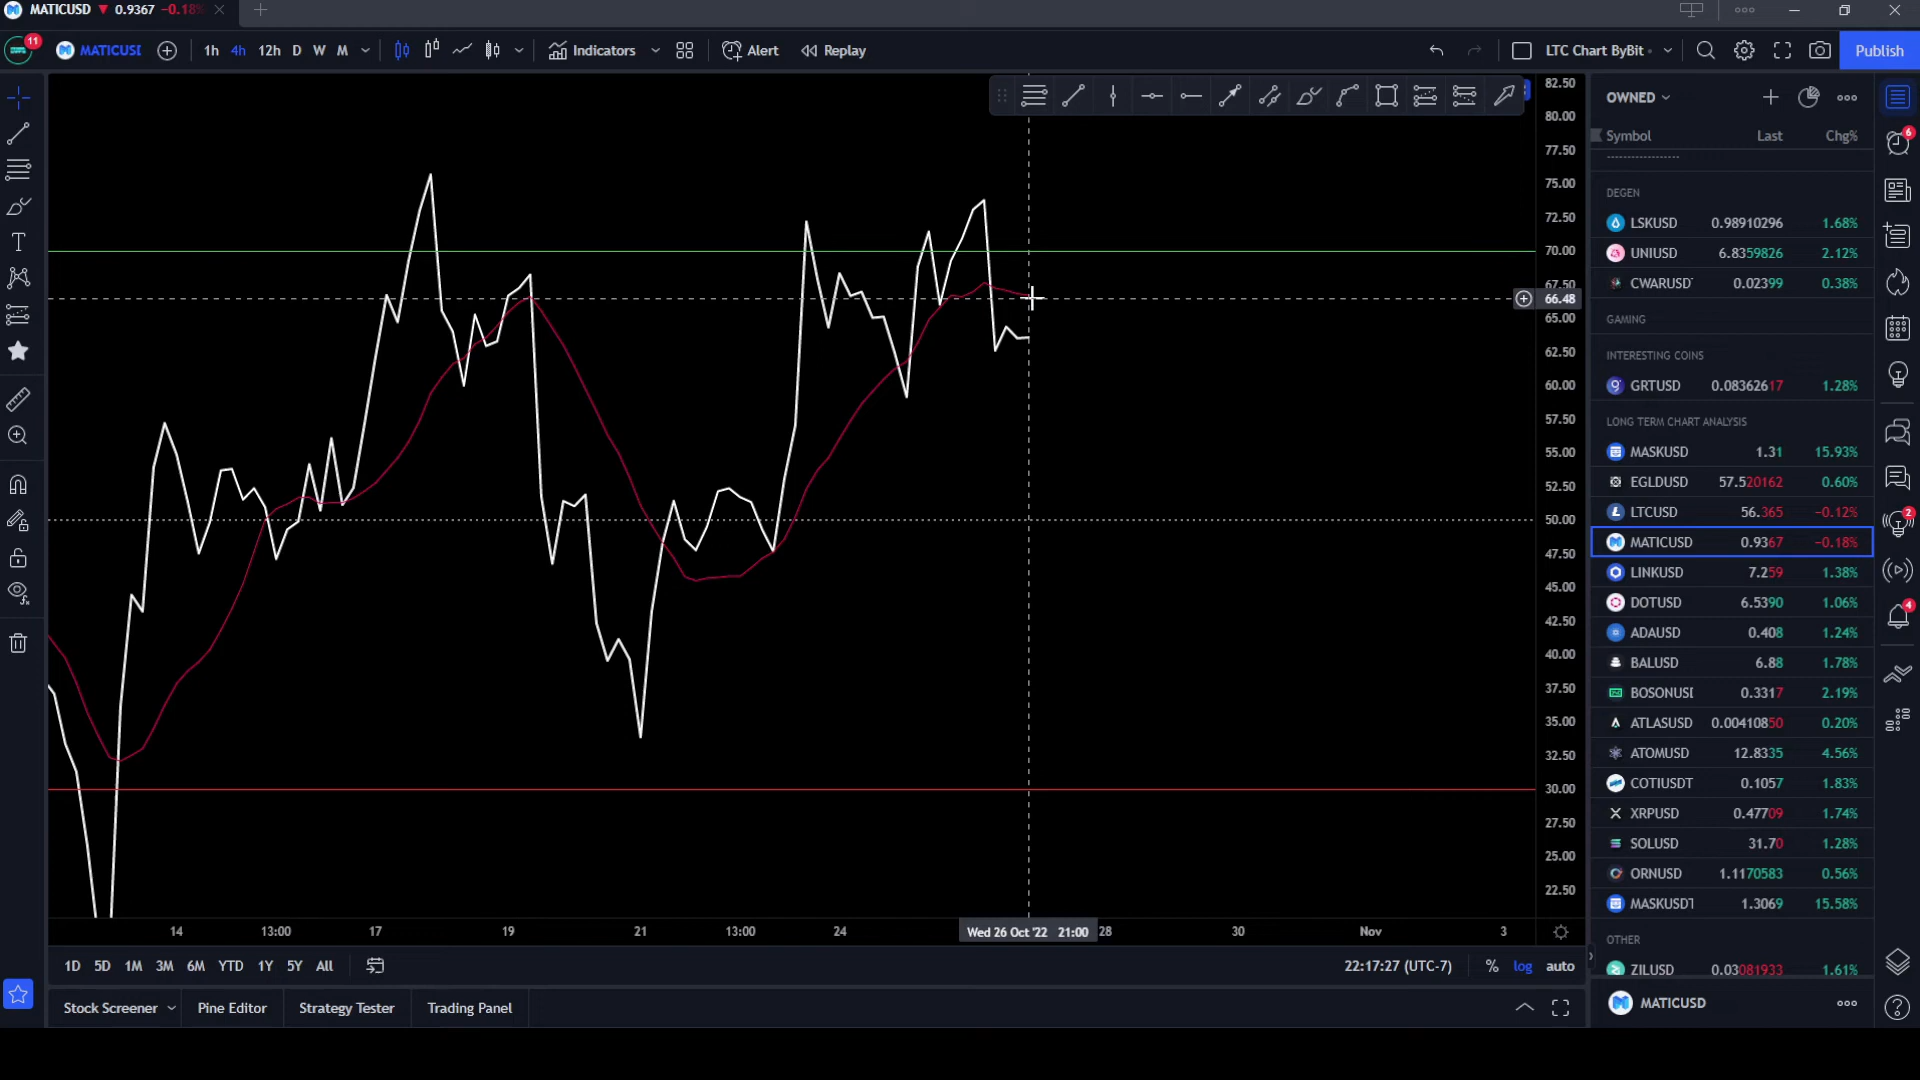 MATICUSD ▼ 0.9367 −0.18%
11
MATICUSI 1h 4h 12h D W M Indicators Alert Replay LTC Chart ByBit Publish
82.50
80.00
77.50
75.00
72.50
70.00
67.50
66.48
65.00
62.50
60.00
57.50
55.00
52.50
50.00
47.50
45.00
42.50
40.00
37.50
35.00
32.50
30.00
27.50
25.00
22.50
14 13:00 17 19 21 13:00 24 Wed 26 Oct '22 21:00 28 30 Nov 3
1D 5D 1M 3M 6M YTD 1Y 5Y All 22:17:27 (UTC-7) % log auto
Stock Screener Pine Editor Strategy Tester Trading Panel
OWNED
Symbol Last Chg%
DEGEN
LSKUSD 0.98910296 1.68%
UNIUSD 6.8359826 2.12%
CWARUSD 0.02399 0.38%
GAMING
INTERESTING COINS
GRTUSD 0.08362617 1.28%
LONG TERM CHART ANALYSIS
MASKUSD 1.31 15.93%
EGLDUSD 57.520162 0.60%
LTCUSD 56.365 −0.12%
MATICUSD 0.9367 −0.18%
LINKUSD 7.259 1.38%
DOTUSD 6.5390 1.06%
ADAUSD 0.408 1.24%
BALUSD 6.88 1.78%
BOSONUSI 0.3317 2.19%
ATLASUSD 0.00410850 0.20%
ATOMUSD 12.8335 4.56%
COTIUSDT 0.1057 1.83%
XRPUSD 0.47709 1.74%
SOLUSD 31.70 1.28%
ORNUSD 1.1170583 0.56%
MASKUSDT 1.3069 15.58%
OTHER
ZILUSD 0.03081933 1.61%
MATICUSD
6
2
4